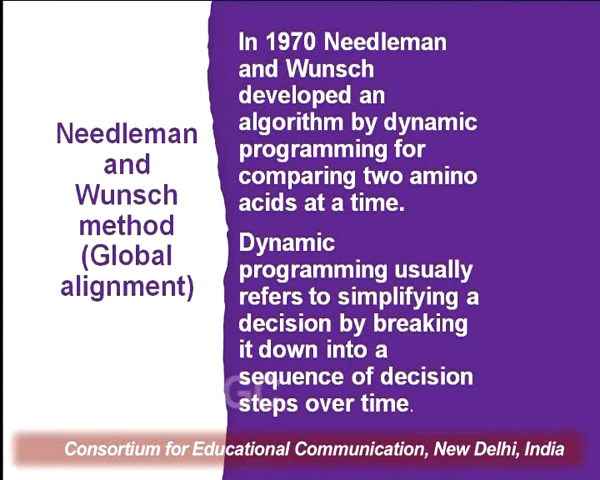 Needleman
and
Wunsch
method
(Global
alignment)
In 1970 Needleman
and Wunsch
developed an
algorithm by dynamic
programming for
comparing two amino
acids at a time.
Dynamic
programming usually
refers to simplifying a
decision by breaking
it down into a
sequence of decision
steps over time.
Consortium for Educational Communication, New Delhi, India